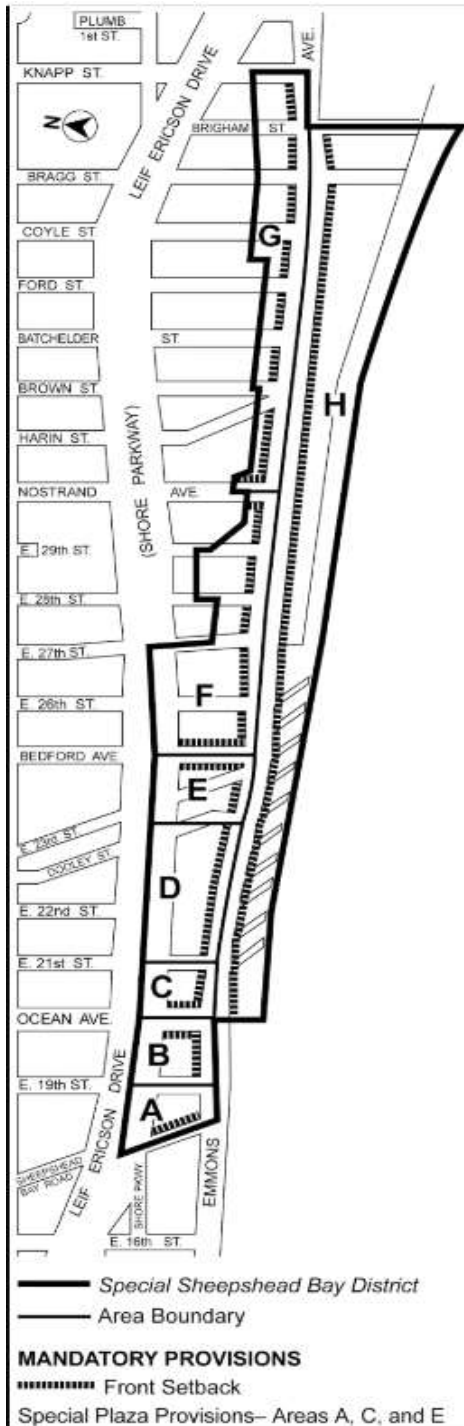 PLUMB
1st ST.
AVE.
KNAPP ST.
N
LEIF ERICSON DRIVE
BRIGHAM ST
BRAGG ST.
COYLE ST
G
FORD ST.
BATCHELDER ST.
BROWN ST.
H
HARIN ST.
(SHORE PARKWAY)
NOSTRAND AVE.
E. 29th ST.
E. 28th ST.
E. 27th ST.
F
E. 26th ST.
BEDFORD AVE
E
E. 23rd ST.
DOOLEY ST.
D
E. 22nd ST.
E. 21st ST.
C
OCEAN AVE.
B
E. 19th ST.
A
LEIF ERICSON DRIVE
SHEEPSHEAD
BAY ROAD
SHORE PKWY
EMMONS
E. 16th ST.
Special Sheepshead Bay District
Area Boundary
MANDATORY PROVISIONS
Front Setback
Special Plaza Provisions– Areas A, C, and E